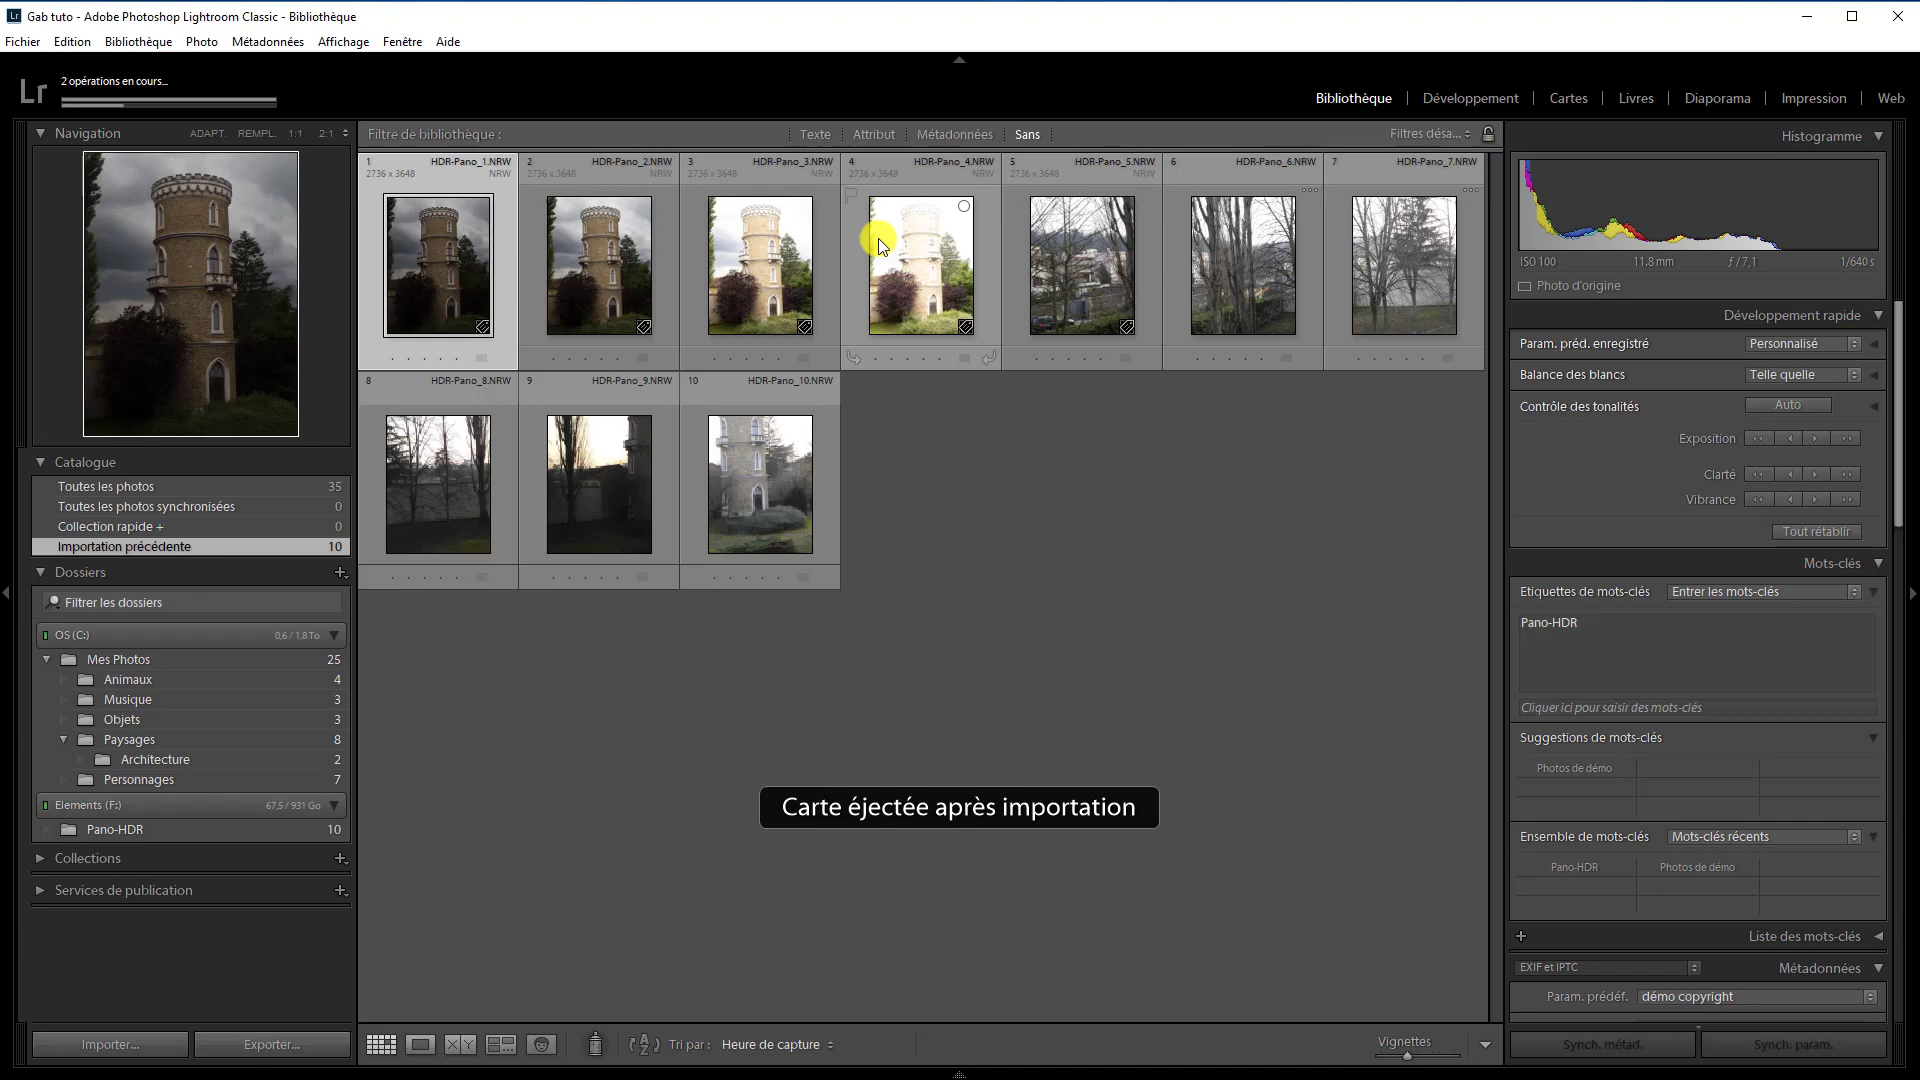 Gab tuto - Adobe Photoshop Lightroom Classic - Bibliothèque
Fichier Edition Bibliothèque Photo Métadonnées Affichage Fenêtre Aide
Lr 2 opérations en cours...
Bibliothèque | Développement | Cartes | Livres | Diaporama | Impression | Web
Navigation ADAPT. REMPL. 1:1 2:1
Filtre de bibliothèque : Texte Attribut Métadonnées Sans Filtres désa...
Histogramme
1 HDR-Pano_1.NRW 2 HDR-Pano_2.NRW 3 HDR-Pano_3.NRW 4 HDR-Pano_4.NRW 5 HDR-Pano_5.NRW 6 HDR-Pano_6.NRW 7 HDR-Pano_7.NRW
2736 x 3648 NRW 2736 x 3648 NRW 2736 x 3648 NRW 2736 x 3648 NRW 2736 x 3648 NRW
ISO 100 11.8 mm ƒ / 7,1 1/640 s
Photo d'origine
Développement rapide
Param. préd. enregistré Personnalisé
Balance des blancs Telle quelle
Contrôle des tonalités Auto
Exposition
Clarté
Vibrance
Tout rétablir
8 HDR-Pano_8.NRW 9 HDR-Pano_9.NRW 10 HDR-Pano_10.NRW
Catalogue
Toutes les photos 35
Toutes les photos synchronisées 0
Collection rapide + 0
Importation précédente 10
Dossiers
Filtrer les dossiers
OS (C:) 0,6 / 1,8 To
Mes Photos 25
Animaux 4
Musique 3
Objets 3
Paysages 8
Architecture 2
Personnages 7
Elements (F:) 67,5 / 931 Go
Pano-HDR 10
Collections
Services de publication
Mots-clés
Etiquettes de mots-clés Entrer les mots-clés
Pano-HDR
Cliquer ici pour saisir des mots-clés
Suggestions de mots-clés
Photos de démo
Ensemble de mots-clés Mots-clés récents
Pano-HDR Photos de démo
Liste des mots-clés
EXIF et IPTC Métadonnées
Param. prédéf. démo copyright
Carte éjectée après importation
Importer... Exporter...
XY
Tri par : Heure de capture
Vignettes
Synch. métad. Synch. param.